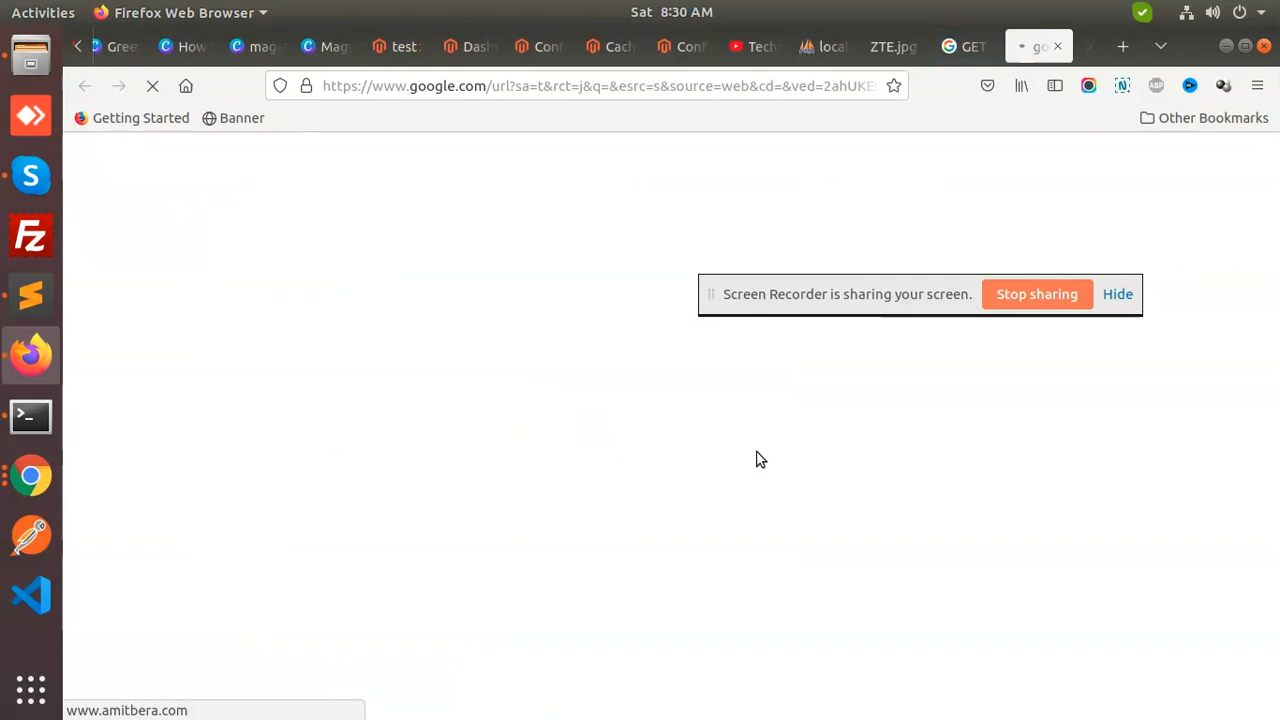 Activities Firefox Web Browser Sat 8:30 AM
Gree How mage Mag test Dash Conf Cach Conf Tech local ZTE.jpg GET go
https://www.google.com/url?sa=t&rct=j&q=&esrc=s&source=web&cd=&ved=2ahUKE
Getting Started Banner Other Bookmarks
Screen Recorder is sharing your screen. Stop sharing Hide
www.amitbera.com